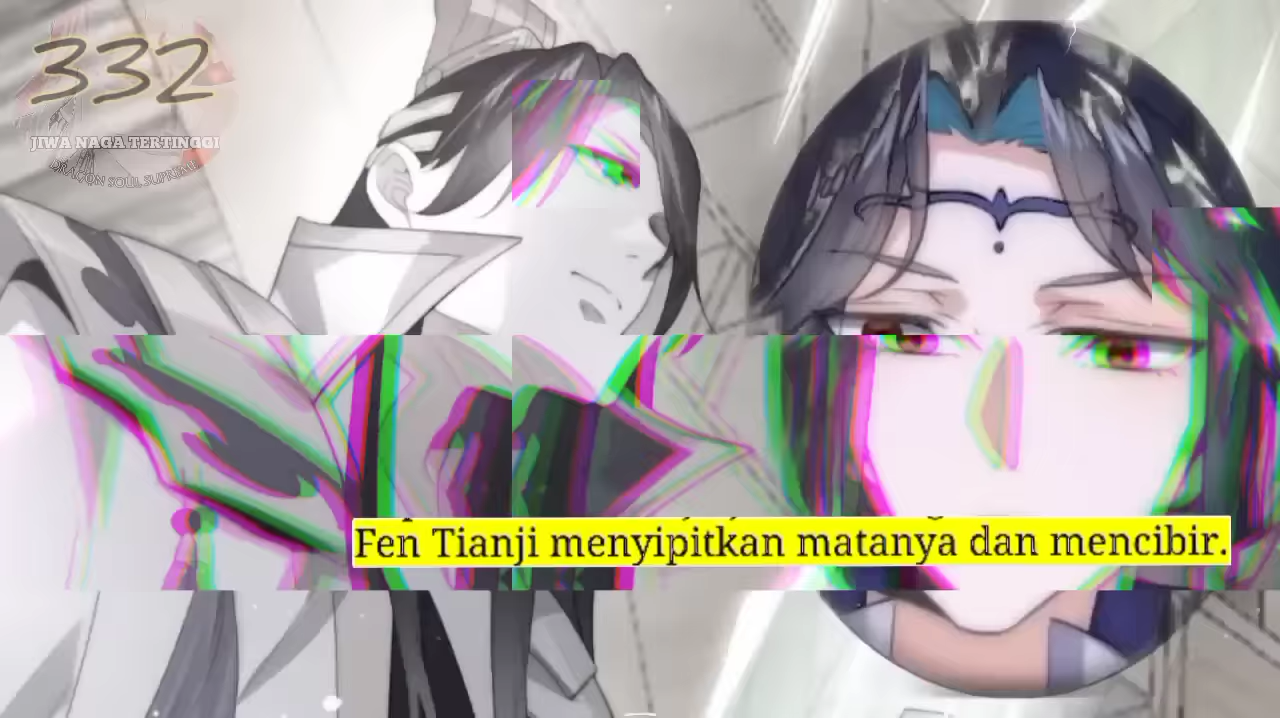 332
JIWA NAGA TERTINGGI
DRAGON SOUL SUPREME
Fen Tianji menyipitkan matanya dan mencibir.